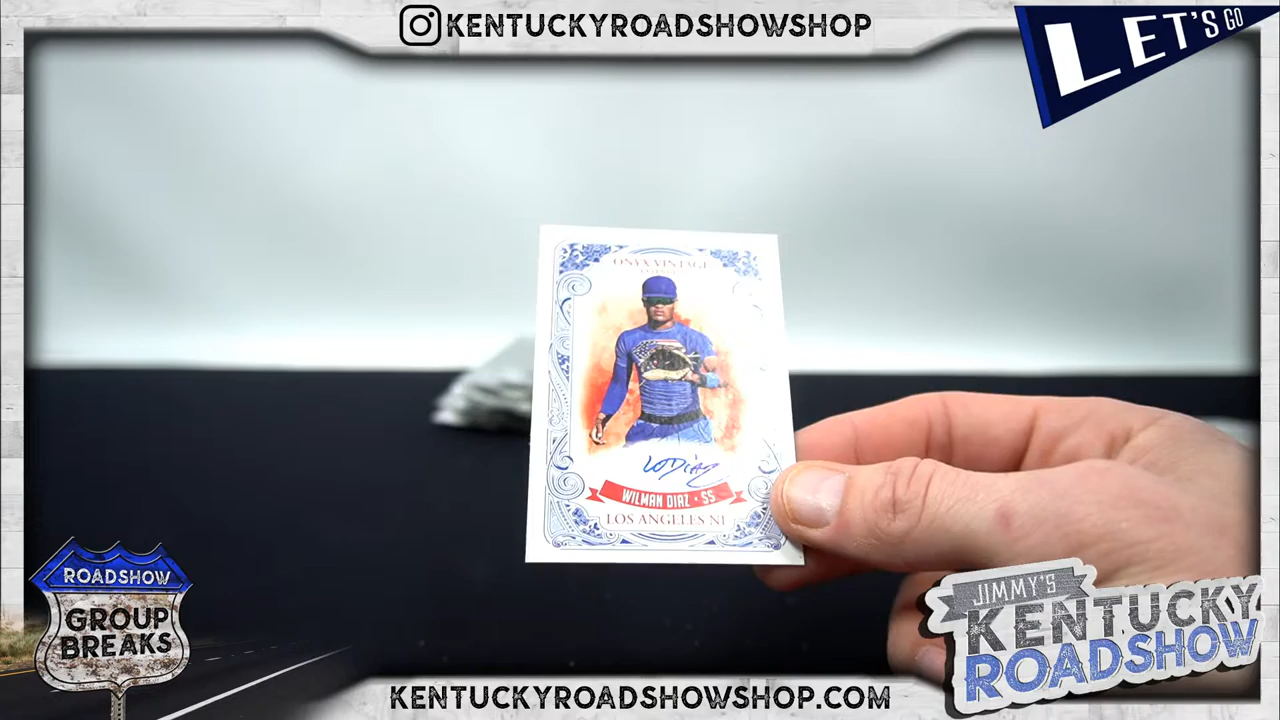 KENTUCKYROADSHOWSHOP
LET'S GO
ONYX VINTAGE
LODiaz
WILMAN DIAZ • SS
LOS ANGELES NL
ROADSHOW
GROUP
BREAKS
JIMMY'S
KENTUCKY
ROADSHOW
KENTUCKYROADSHOWSHOP.COM